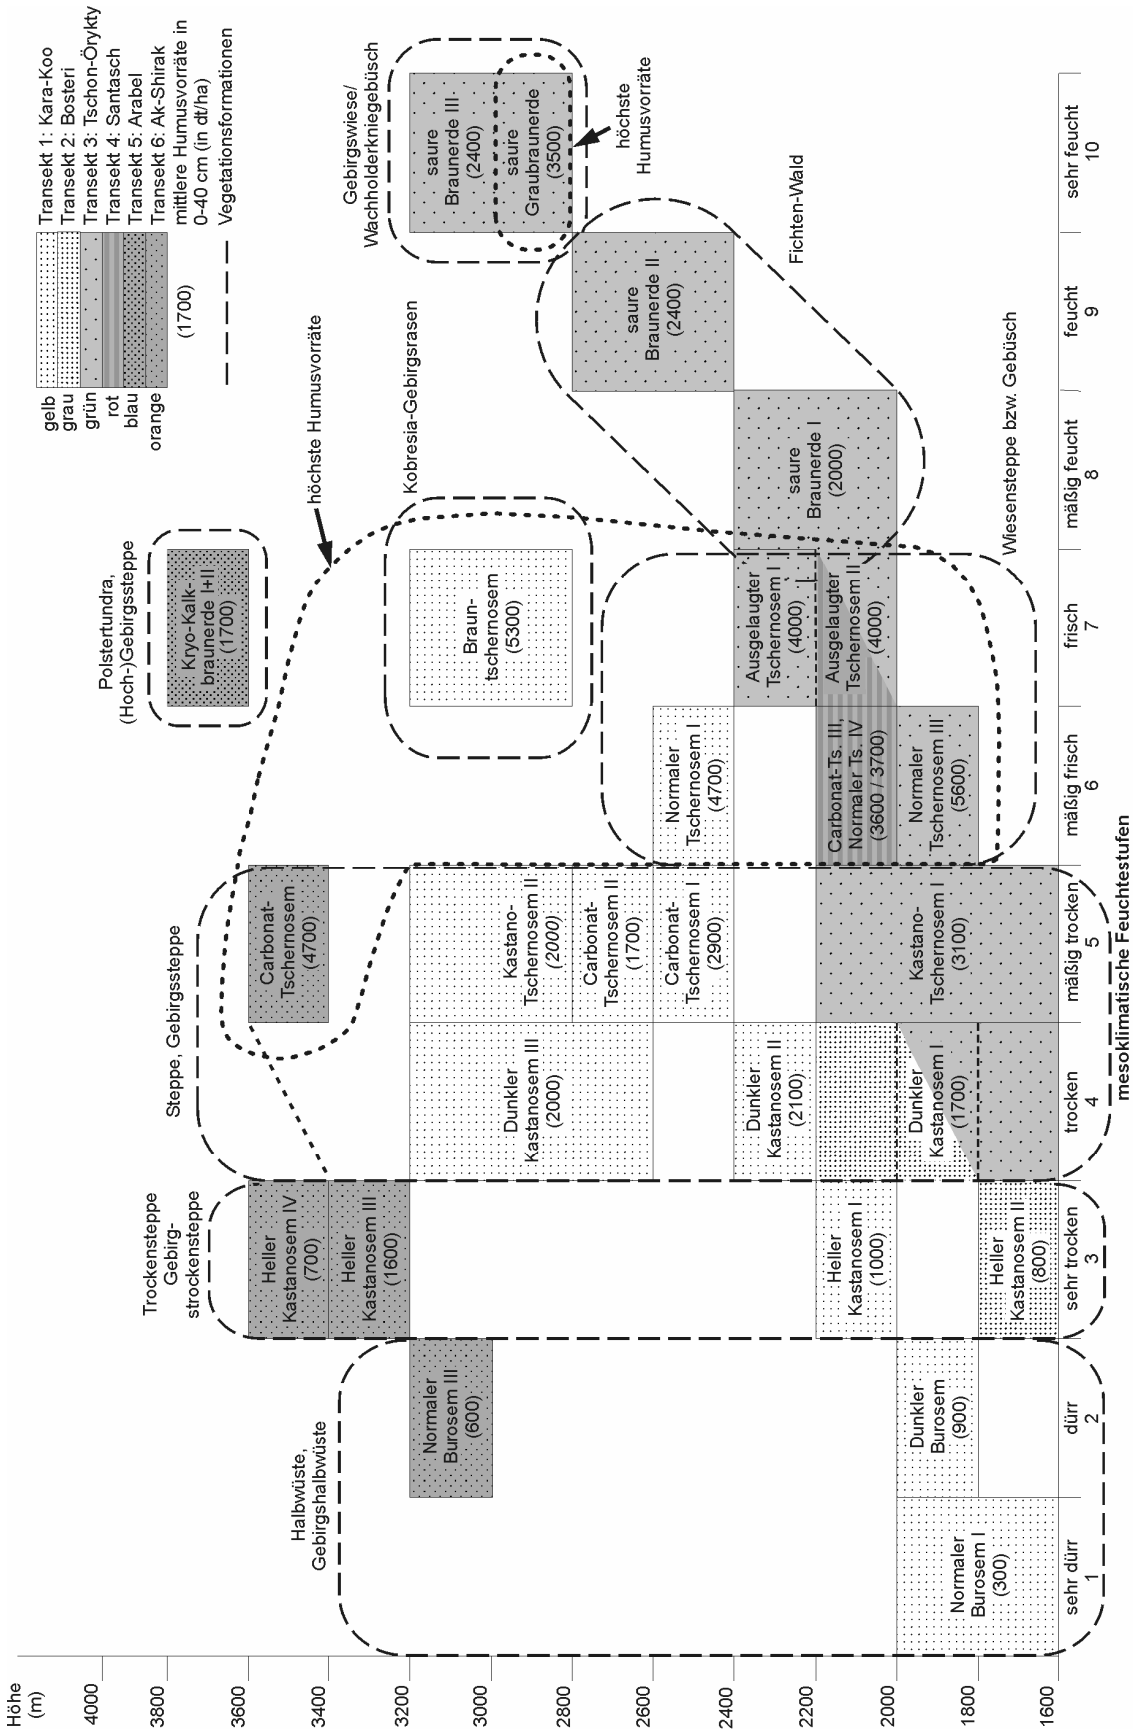 Höhe
(m)
4000
3800
3600
3400
3200
3000
2800
2600
2400
2200
2000
1800
1600
gelb
grau
grün
rot
blau
orange
Transekt 1: Kara-Koo
Transekt 2: Bosteri
Transekt 3: Tschon-Örykty
Transekt 4: Santasch
Transekt 5: Arabel
Transekt 6: Ak-Shirak
(1700)
mittlere Humusvorräte in
0-40 cm (in dt/ha)
Vegetationsformationen
Polstertundra,
(Hoch-)Gebirgssteppe
Kryo-Kalk-
braunerde I+II
(1700)
höchste Humusvorräte
Gebirgswiese/
Wachholderkniegebüsch
saure
Braunerde III
(2400)
saure
Graubraunerde
(3500)
höchste
Humusvorräte
Kobresia-Gebirgsrasen
Braun-
tschernosem
(5300)
Fichten-Wald
saure
Braunerde II
(2400)
saure
Braunerde I
(2000)
Wiesensteppe bzw. Gebüsch
Ausgelaugter
Tschernosem I
(4000)
Ausgelaugter
Tschernosem II
(4000)
Normaler
Tschernosem I
(4700)
Carbonat-Ts. III,
Normaler Ts. IV
(3600 / 3700)
Normaler
Tschernosem III
(5600)
Steppe, Gebirgssteppe
Carbonat-
Tschernosem
(4700)
Kastano-
Tschernosem II
(2000)
Carbonat-
Tschernosem II
(1700)
Carbonat-
Tschernosem I
(2900)
Kastano-
Tschernosem I
(3100)
Dunkler
Kastanosem III
(2000)
Dunkler
Kastanosem II
(2100)
Dunkler
Kastanosem I
(1700)
Trockensteppe
Gebirg-
strockensteppe
Heller
Kastanosem IV
(700)
Heller
Kastanosem III
(1600)
Heller
Kastanosem I
(1000)
Heller
Kastanosem II
(800)
Halbwüste,
Gebirgshalbwüste
Normaler
Burosem III
(600)
Dunkler
Burosem
(900)
Normaler
Burosem I
(300)
sehr dürr
1
dürr
2
sehr trocken
3
trocken
4
mäßig trocken
5
mäßig frisch
6
frisch
7
mäßig feucht
8
feucht
9
sehr feucht
10
mesoklimatische Feuchtestufen